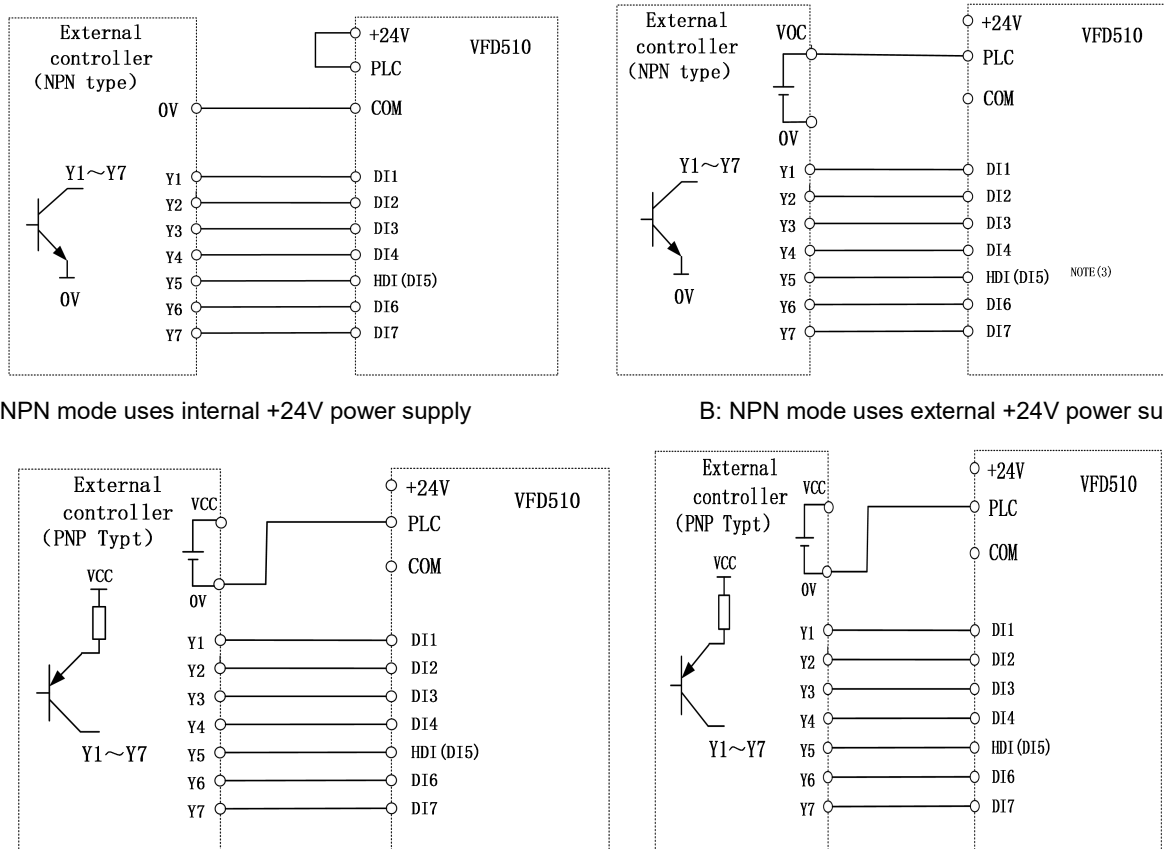 External
controller
(NPN type)
+24V
VFD510
PLC
0V
COM
Y1～Y7
0V
Y1 DI1
Y2 DI2
Y3 DI3
Y4 DI4
Y5 HDI(DI5)
Y6 DI6
Y7 DI7
NPN mode uses internal +24V power supply
External
controller
(NPN type)
VOC
+24V
VFD510
PLC
COM
0V
Y1～Y7
0V
Y1 DI1
Y2 DI2
Y3 DI3
Y4 DI4
Y5 HDI(DI5) NOTE(3)
Y6 DI6
Y7 DI7
B: NPN mode uses external +24V power su
External
controller
(PNP Typt)
VCC
+24V
VFD510
PLC
COM
VCC
0V
Y1～Y7
Y1 DI1
Y2 DI2
Y3 DI3
Y4 DI4
Y5 HDI(DI5)
Y6 DI6
Y7 DI7
External
controller
(PNP Typt)
VCC
+24V
VFD510
PLC
COM
VCC
0V
Y1～Y7
Y1 DI1
Y2 DI2
Y3 DI3
Y4 DI4
Y5 HDI(DI5)
Y6 DI6
Y7 DI7